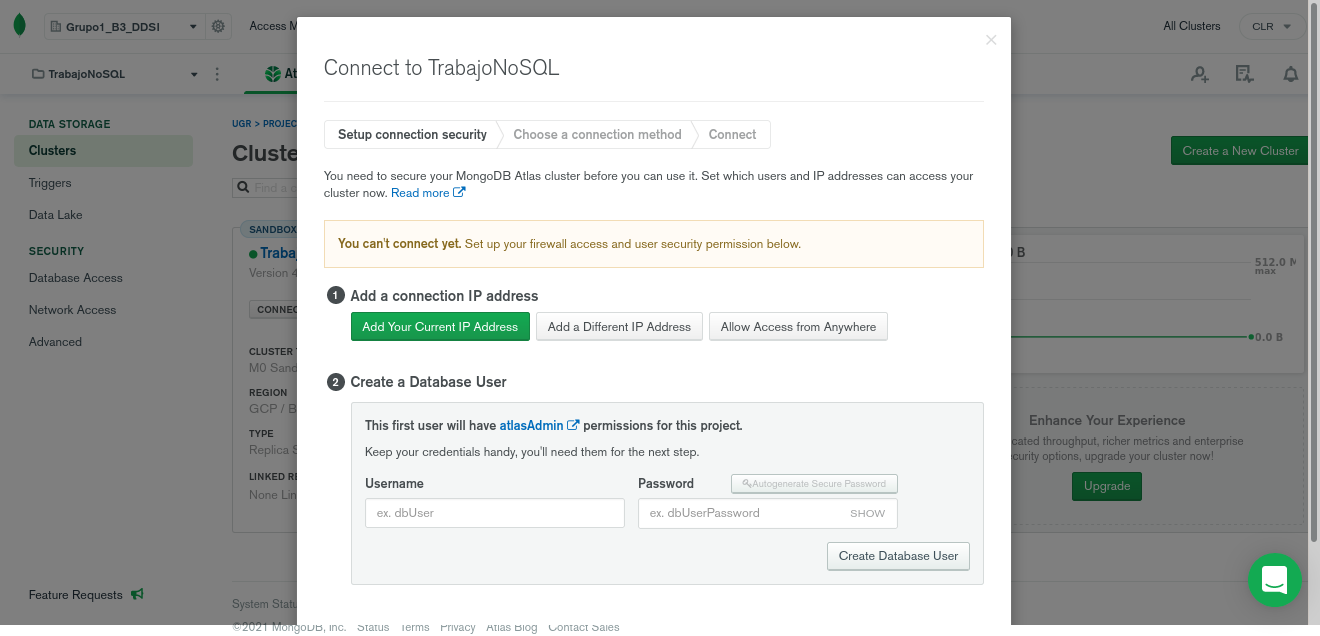 Grupo1_B3_DDSI
Access M
All Clusters
CLR
TrabajoNoSQL
At
DATA STORAGE
Clusters
Triggers
Data Lake
SECURITY
Database Access
Network Access
Advanced
Feature Requests
UGR > PROJEC
Cluste
Create a New Cluster
Find a c
SANDBOX
Traba
Version 4
CONNEC
CLUSTER T
M0 Sand
REGION
GCP / B
TYPE
Replica S
LINKED RE
None Lin
Connect to TrabajoNoSQL
Setup connection security
Choose a connection method
Connect
You need to secure your MongoDB Atlas cluster before you can use it. Set which users and IP addresses can access your
cluster now. Read more
You can't connect yet. Set up your firewall access and user security permission below.
1 Add a connection IP address
Add Your Current IP Address
Add a Different IP Address
Allow Access from Anywhere
2 Create a Database User
This first user will have atlasAdmin permissions for this project.
Keep your credentials handy, you'll need them for the next step.
Username
Password
Autogenerate Secure Password
ex. dbUser
ex. dbUserPassword
SHOW
Create Database User
B
512.0 M
max
0.0 B
Enhance Your Experience
cated throughput, richer metrics and enterprise
curity options, upgrade your cluster now!
Upgrade
System Statu
©2021 MongoDB, Inc. Status Terms Privacy Atlas Blog Contact Sales